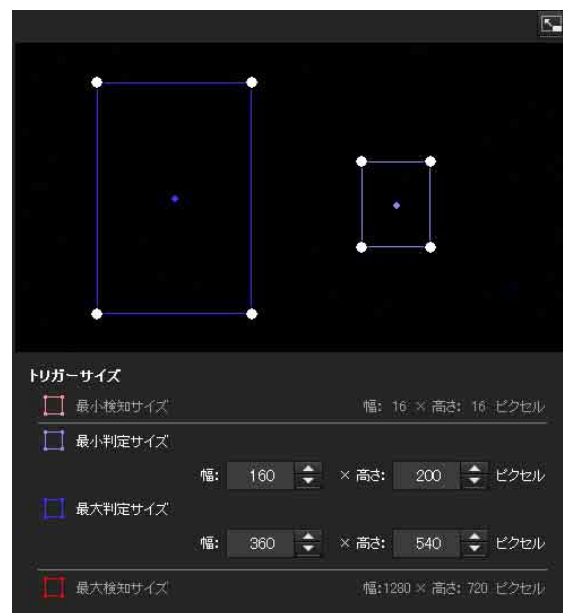 トリガーサイズ
最小検知サイズ 幅: 16 × 高さ: 16 ピクセル
最小判定サイズ
幅: 160 × 高さ: 200 ピクセル
最大判定サイズ
幅: 360 × 高さ: 540 ピクセル
最大検知サイズ 幅:1280 × 高さ: 720 ピクセル